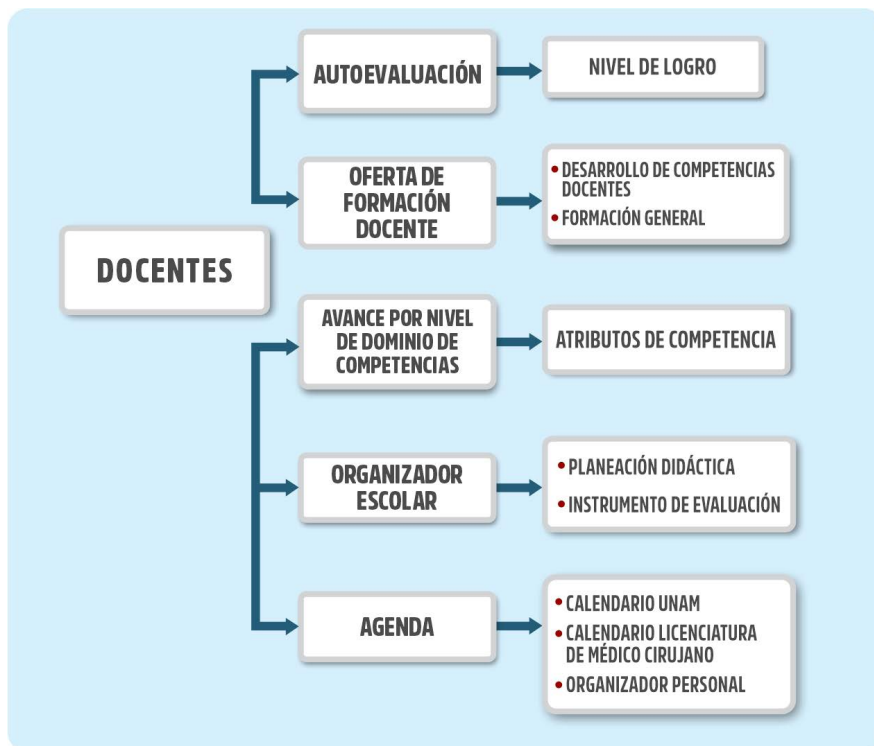 AUTOEVALUACIÓN
NIVEL DE LOGRO
OFERTA DE
FORMACIÓN
DOCENTE
• DESARROLLO DE COMPETENCIAS
DOCENTES
• FORMACIÓN GENERAL
DOCENTES
AVANCE POR NIVEL
DE DOMINIO DE
COMPETENCIAS
ATRIBUTOS DE COMPETENCIA
ORGANIZADOR
ESCOLAR
• PLANEACIÓN DIDÁCTICA
• INSTRUMENTO DE EVALUACIÓN
AGENDA
• CALENDARIO UNAM
• CALENDARIO LICENCIATURA
DE MÉDICO CIRUJANO
• ORGANIZADOR PERSONAL